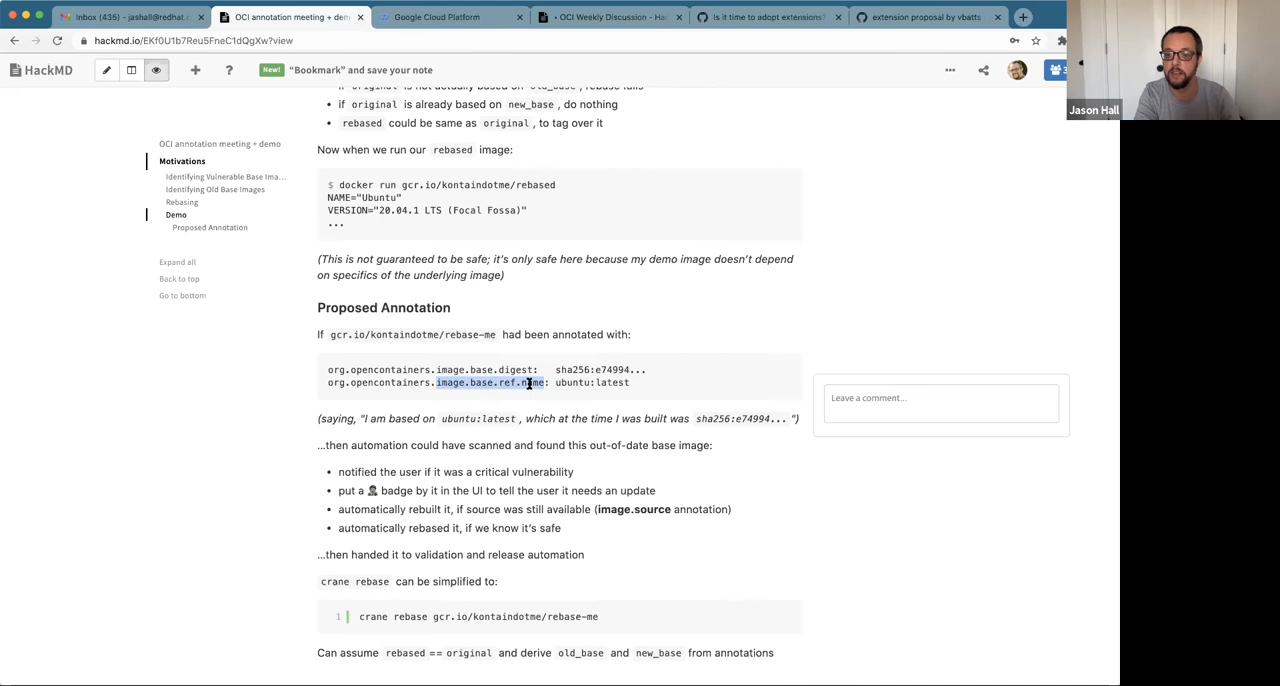 Inbox (435) - jashall@redhat.c
OCI annotation meeting + dem
Google Cloud Platform
• OCI Weekly Discussion - Hac
Is it time to adopt extensions?
extension proposal by vbatts
hackmd.io/EKf0U1b7Reu5FneC1dQgXw?view
HackMD
New! "Bookmark" and save your note
Jason Hall
OCI annotation meeting + demo
Motivations
Identifying Vulnerable Base Ima…
Identifying Old Base Images
Rebasing
Demo
Proposed Annotation
Expand all
Back to top
Go to bottom
if original is not actually based on old_base, rebase fails
if original is already based on new_base, do nothing
rebased could be same as original, to tag over it
Now when we run our rebased image:
$ docker run gcr.io/kontaindotme/rebased
NAME="Ubuntu"
VERSION="20.04.1 LTS (Focal Fossa)"
...
(This is not guaranteed to be safe; it's only safe here because my demo image doesn't depend
on specifics of the underlying image)
Proposed Annotation
If gcr.io/kontaindotme/rebase-me had been annotated with:
org.opencontainers.image.base.digest: sha256:e74994...
org.opencontainers.image.base.ref.name: ubuntu:latest
(saying, "I am based on ubuntu:latest, which at the time I was built was sha256:e74994... ")
...then automation could have scanned and found this out-of-date base image:
notified the user if it was a critical vulnerability
put a badge by it in the UI to tell the user it needs an update
automatically rebuilt it, if source was still available (image.source annotation)
automatically rebased it, if we know it's safe
...then handed it to validation and release automation
crane rebase can be simplified to:
1 crane rebase gcr.io/kontaindotme/rebase-me
Can assume rebased == original and derive old_base and new_base from annotations
Leave a comment...